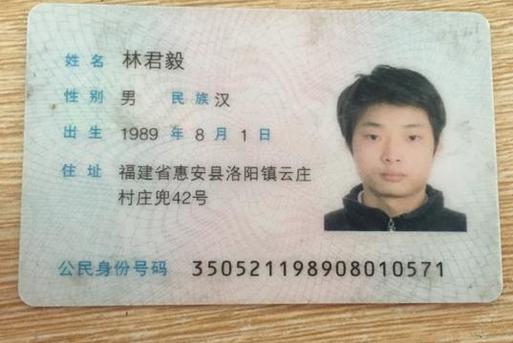 姓名 林君毅
性别 男 民族 汉
出生 1989 年 8 月 1 日
住址 福建省惠安县洛阳镇云庄
村庄兜42号
公民身份号码 350521198908010571